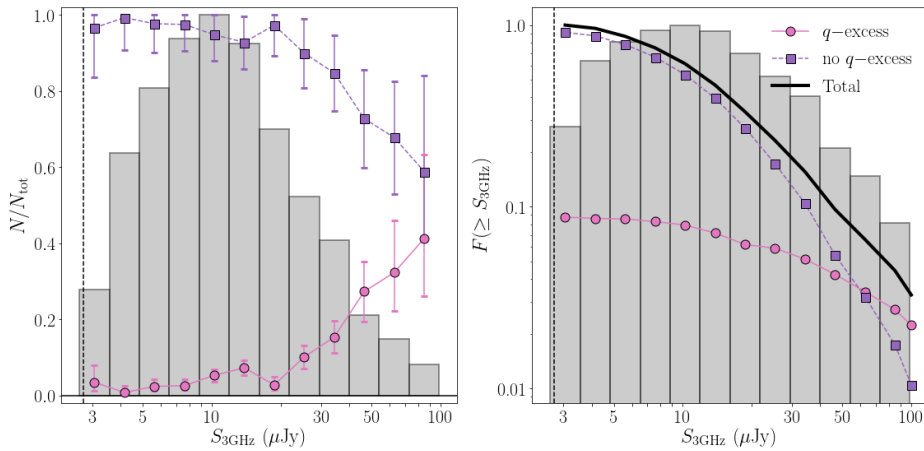 1.0
0.8
0.6
0.4
0.2
0.0
N/N_tot
3 5 10 30 50 100
S_3GHz (μJy)
q−excess
no q−excess
Total
1.0
0.1
0.01
F(≥ S_3GHz)
3 5 10 30 50 100
S_3GHz (μJy)